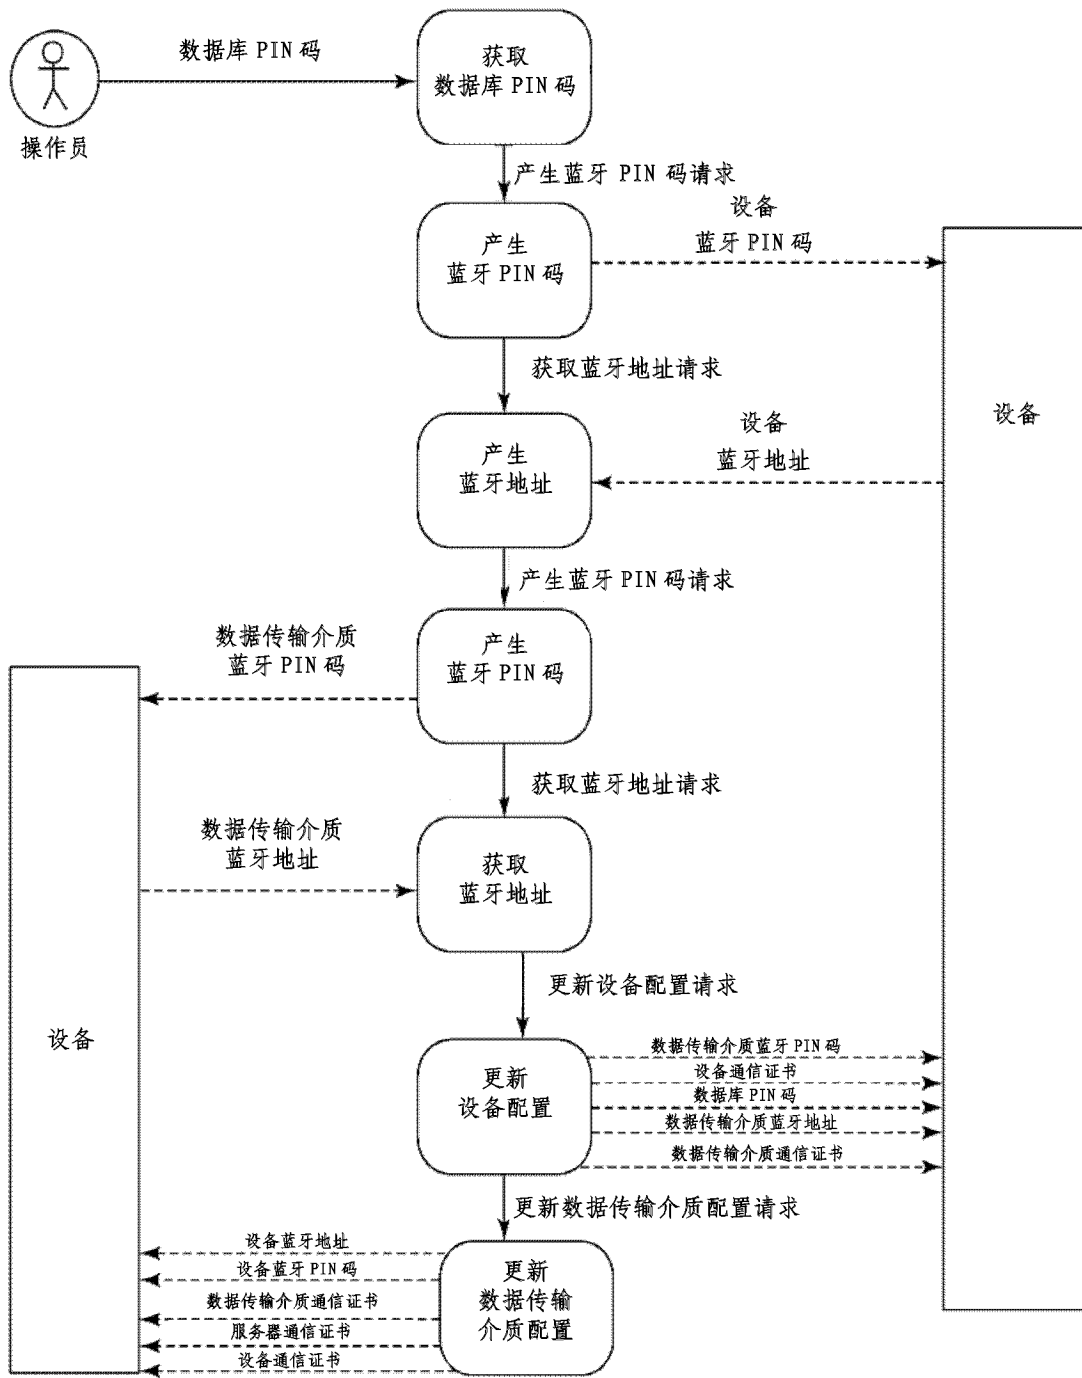 数据库 PIN 码
操作员
获取
数据库 PIN 码
产生蓝牙 PIN 码请求
产生
蓝牙 PIN 码
设备
蓝牙 PIN 码
设备
获取蓝牙地址请求
产生
蓝牙地址
设备
蓝牙地址
产生蓝牙 PIN 码请求
产生
蓝牙 PIN 码
数据传输介质
蓝牙 PIN 码
获取蓝牙地址请求
数据传输介质
蓝牙地址
获取
蓝牙地址
更新设备配置请求
设备
更新
设备配置
数据传输介质蓝牙 PIN 码
设备通信证书
数据库 PIN 码
数据传输介质蓝牙地址
数据传输介质通信证书
更新数据传输介质配置请求
更新
数据传输
介质配置
设备蓝牙地址
设备蓝牙 PIN 码
数据传输介质通信证书
服务器通信证书
设备通信证书